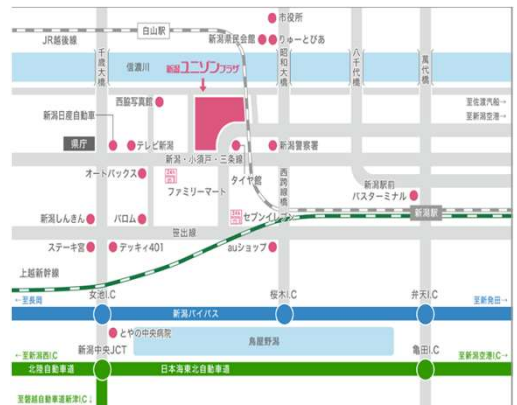 市役所
白山駅
JR越後線
新潟県民会館
りゅーとぴあ
千歳大橋
信濃川
昭和大橋
八千代橋
萬代橋
新潟ユニゾンプラザ
西脇写真館
至佐渡汽船→
至新潟空港→
新潟日産自動車
県庁
テレビ新潟
新潟警察署
新潟・小須戸・三条線
オートバックス
タイヤ館
ファミリーマート
西跨線橋
新潟駅前
バスターミナル
新潟駅
新潟しんきん
バロム
セブンイレブン
笹出線
ステーキ宮
デッキィ401
auショップ
上越新幹線
女池I.C
桜木I.C
弁天I.C
←至長岡
新潟バイパス
至新発田→
とやの中央病院
鳥屋野潟
新潟中央JCT
亀田I.C
←至新潟西I.C
至新潟空港I.C→
北陸自動車道
日本海東北自動車道
至磐越自動車道新津I.C↓